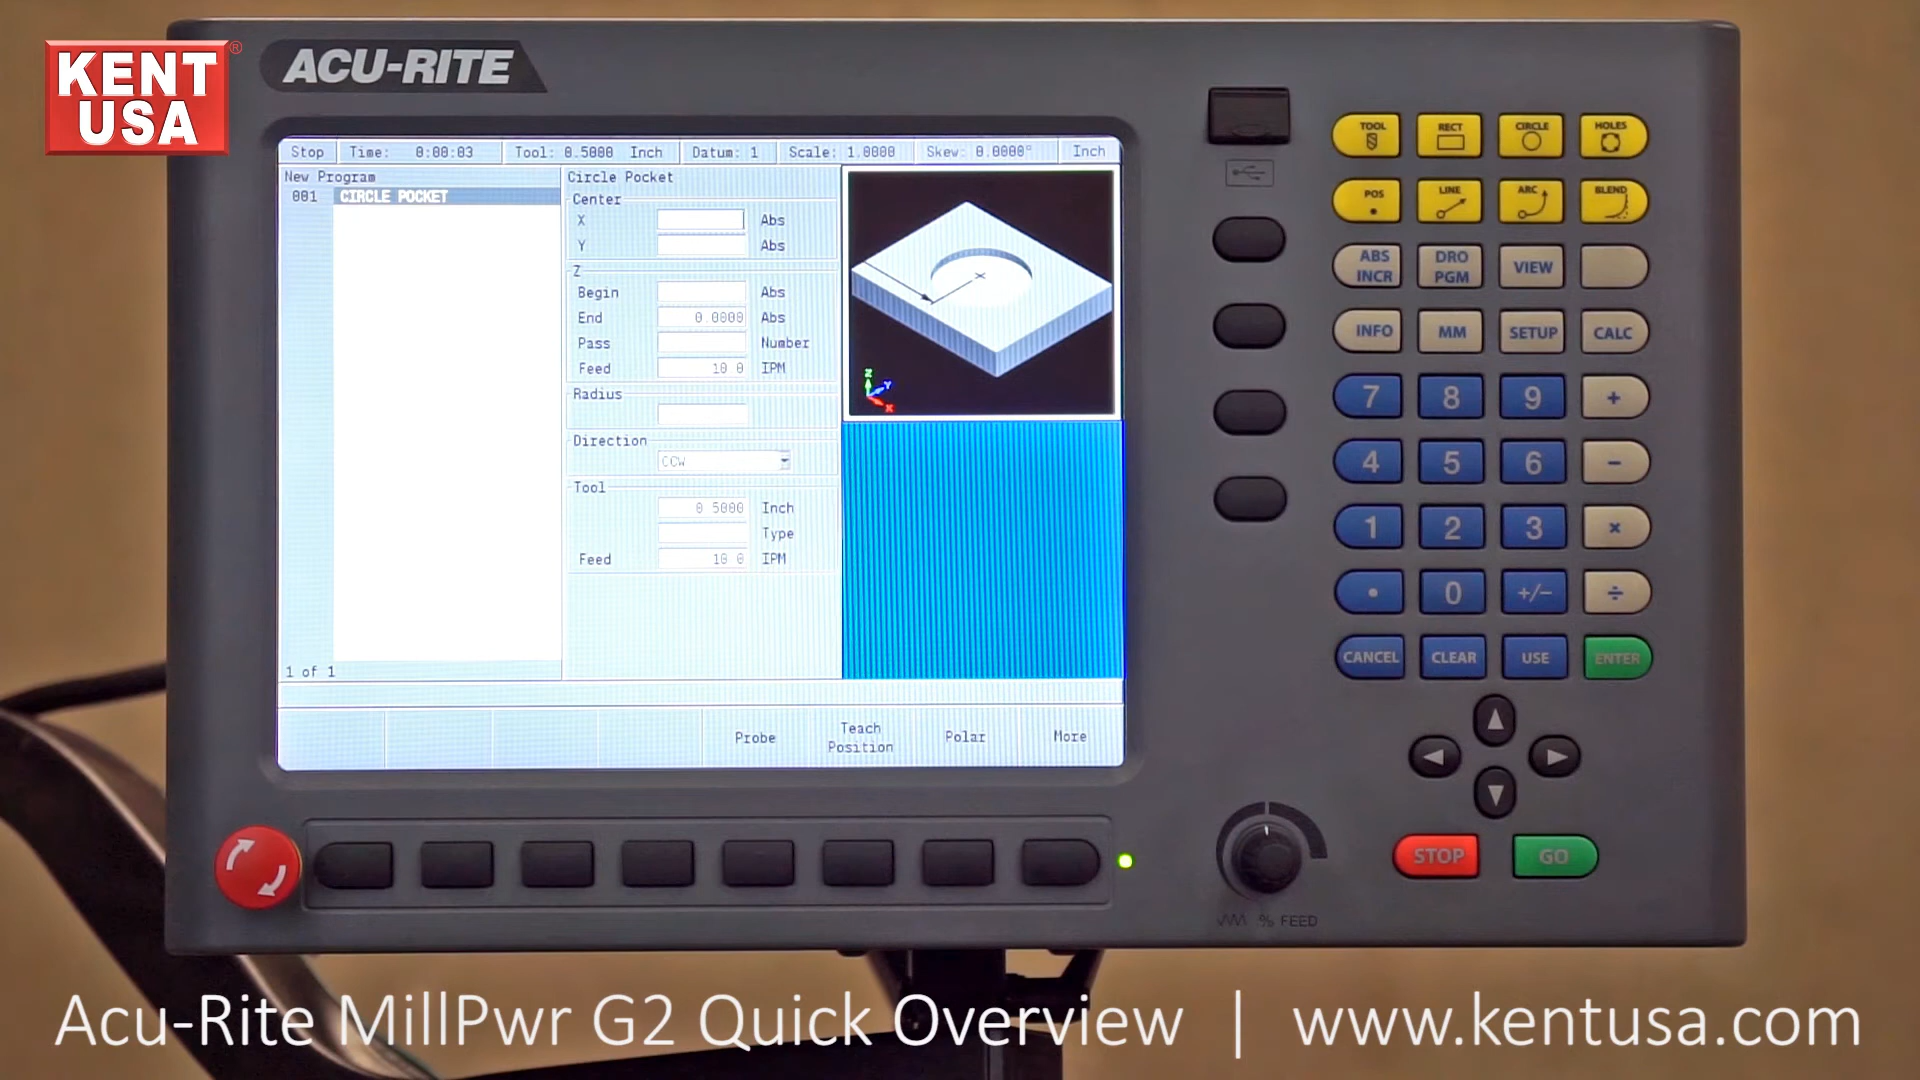 KENT
USA
®
ACU-RITE
Stop Time: 0:00:03 Tool: 0.5000 Inch Datum: 1 Scale: 1.0000 Skew: 0.0000° Inch
New Program
001 CIRCLE POCKET
1 of 1
Circle Pocket
Center
X Abs
Y Abs
Z
Begin Abs
End 0.0000 Abs
Pass Number
Feed 10.0 IPM
Radius
Direction
CCW
Tool
0.5000 Inch
Type
Feed 10.0 IPM
Z
Y
X
Probe
Teach
Position
Polar
More
TOOL RECT CIRCLE HOLES
POS LINE ARC BLEND
ABS
INCR
DRO
PGM
VIEW
INFO MM SETUP CALC
7 8 9 +
4 5 6 −
1 2 3 ×
. 0 +/− ÷
CANCEL CLEAR USE ENTER
STOP GO
% FEED
Acu-Rite MillPwr G2 Quick Overview | www.kentusa.com